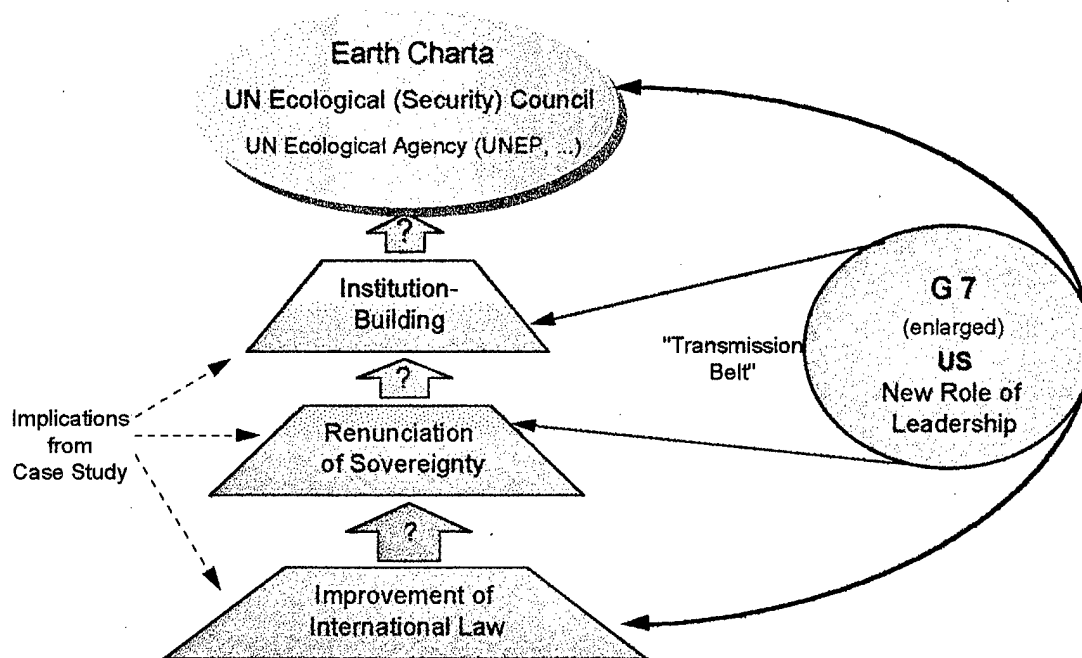 Earth Charta
UN Ecological (Security) Council
UN Ecological Agency (UNEP, ...)
?
Institution-
Building
?
Renunciation
of Sovereignty
?
Improvement of
International Law
Implications
from
Case Study
"Transmission
Belt"
G 7
(enlarged)
US
New Role of
Leadership